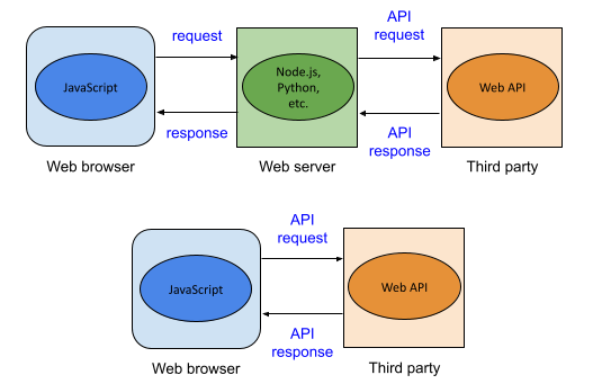 API
request
request
JavaScript
Node.js,
Python,
etc.
Web API
response
API
response
Web browser
Web server
Third party
API
request
JavaScript
Web API
API
response
Web browser
Third party